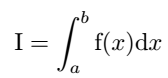 I = ∫_a^b f(x)dx